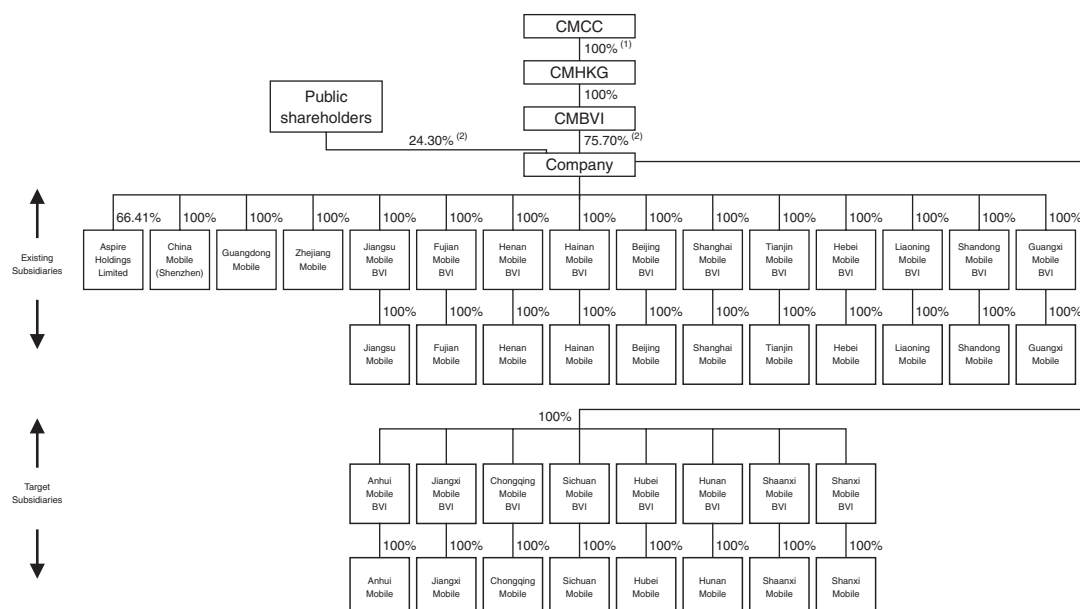 CMCC
100% (1)
CMHKG
100%
Public
shareholders
CMBVI
24.30% (2)
75.70% (2)
Company
66.41% 100% 100% 100% 100% 100% 100% 100% 100% 100% 100% 100% 100% 100% 100%
Existing
Subsidiaries
Aspire
Holdings
Limited
China
Mobile
(Shenzhen)
Guangdong
Mobile
Zhejiang
Mobile
Jiangsu
Mobile
BVI
Fujian
Mobile
BVI
Henan
Mobile
BVI
Hainan
Mobile
BVI
Beijing
Mobile
BVI
Shanghai
Mobile
BVI
Tianjin
Mobile
BVI
Hebei
Mobile
BVI
Liaoning
Mobile
BVI
Shandong
Mobile
BVI
Guangxi
Mobile
BVI
100% 100% 100% 100% 100% 100% 100% 100% 100% 100% 100%
Jiangsu
Mobile
Fujian
Mobile
Henan
Mobile
Hainan
Mobile
Beijing
Mobile
Shanghai
Mobile
Tianjin
Mobile
Hebei
Mobile
Liaoning
Mobile
Shandong
Mobile
Guangxi
Mobile
100%
Target
Subsidiaries
Anhui
Mobile
BVI
Jiangxi
Mobile
BVI
Chongqing
Mobile
BVI
Sichuan
Mobile
BVI
Hubei
Mobile
BVI
Hunan
Mobile
BVI
Shaanxi
Mobile
BVI
Shanxi
Mobile
BVI
100% 100% 100% 100% 100% 100% 100% 100%
Anhui
Mobile
Jiangxi
Mobile
Chongqing
Mobile
Sichuan
Mobile
Hubei
Mobile
Hunan
Mobile
Shaanxi
Mobile
Shanxi
Mobile